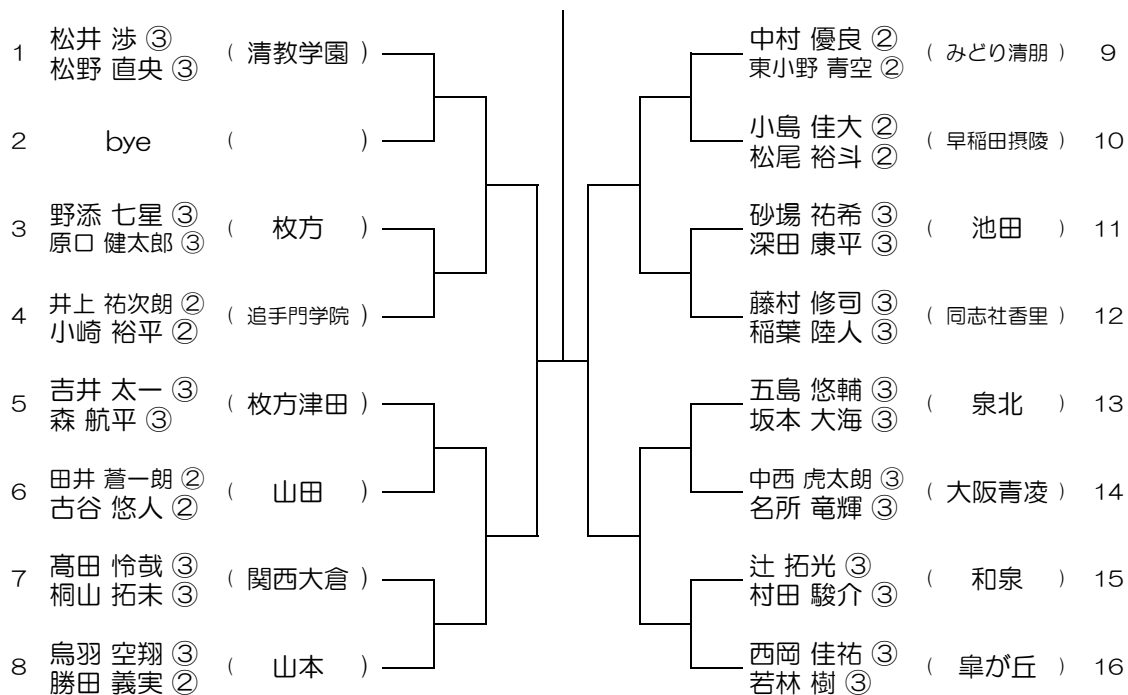 1 松井 渉 ③ ( 清教学園 )
松野 直央 ③
2 bye ( )
3 野添 七星 ③ ( 枚方 )
原口 健太郎 ③
4 井上 祐次朗 ② ( 追手門学院 )
小崎 裕平 ②
5 吉井 太一 ③ ( 枚方津田 )
森 航平 ③
6 田井 蒼一朗 ② ( 山田 )
古谷 悠人 ②
7 髙田 怜哉 ③ ( 関西大倉 )
桐山 拓未 ③
8 鳥羽 空翔 ③ ( 山本 )
勝田 義実 ②
中村 優良 ② ( みどり清朋 ) 9
東小野 青空 ②
小島 佳大 ② ( 早稲田摂陵 ) 10
松尾 裕斗 ②
砂場 祐希 ③ ( 池田 ) 11
深田 康平 ③
藤村 修司 ③ ( 同志社香里 ) 12
稲葉 陸人 ③
五島 悠輔 ③ ( 泉北 ) 13
坂本 大海 ③
中西 虎太朗 ③ ( 大阪青凌 ) 14
名所 竜輝 ③
辻 拓光 ③ ( 和泉 ) 15
村田 駿介 ③
西岡 佳祐 ③ ( 皐が丘 ) 16
若林 樹 ③